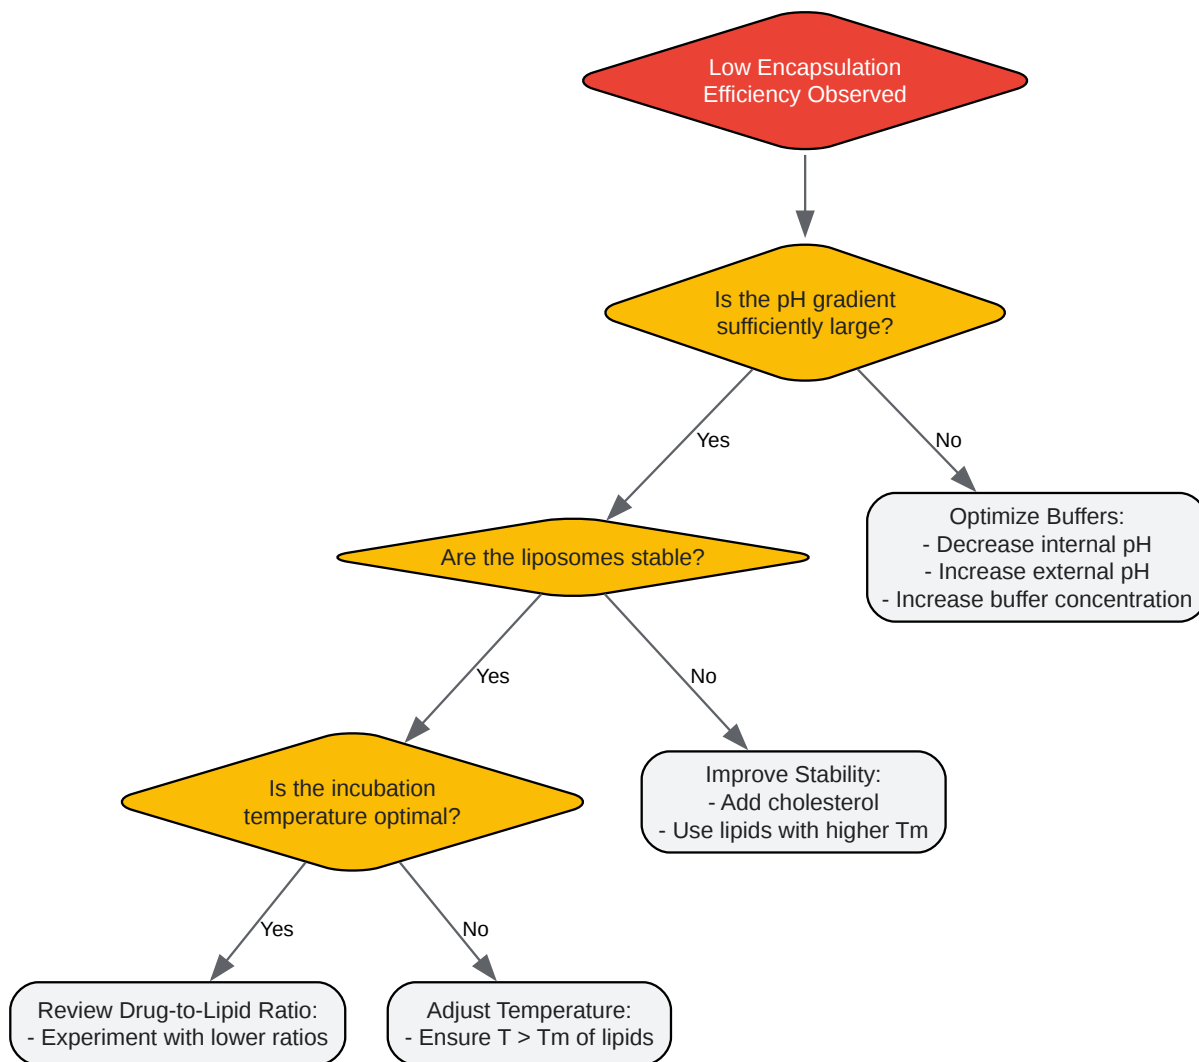 Low Encapsulation
Efficiency Observed
Is the pH gradient
sufficiently large?
Yes
No
Optimize Buffers:
- Decrease internal pH
- Increase external pH
- Increase buffer concentration
Are the liposomes stable?
Yes
No
Improve Stability:
- Add cholesterol
- Use lipids with higher Tm
Is the incubation
temperature optimal?
Yes
No
Review Drug-to-Lipid Ratio:
- Experiment with lower ratios
Adjust Temperature:
- Ensure T > Tm of lipids